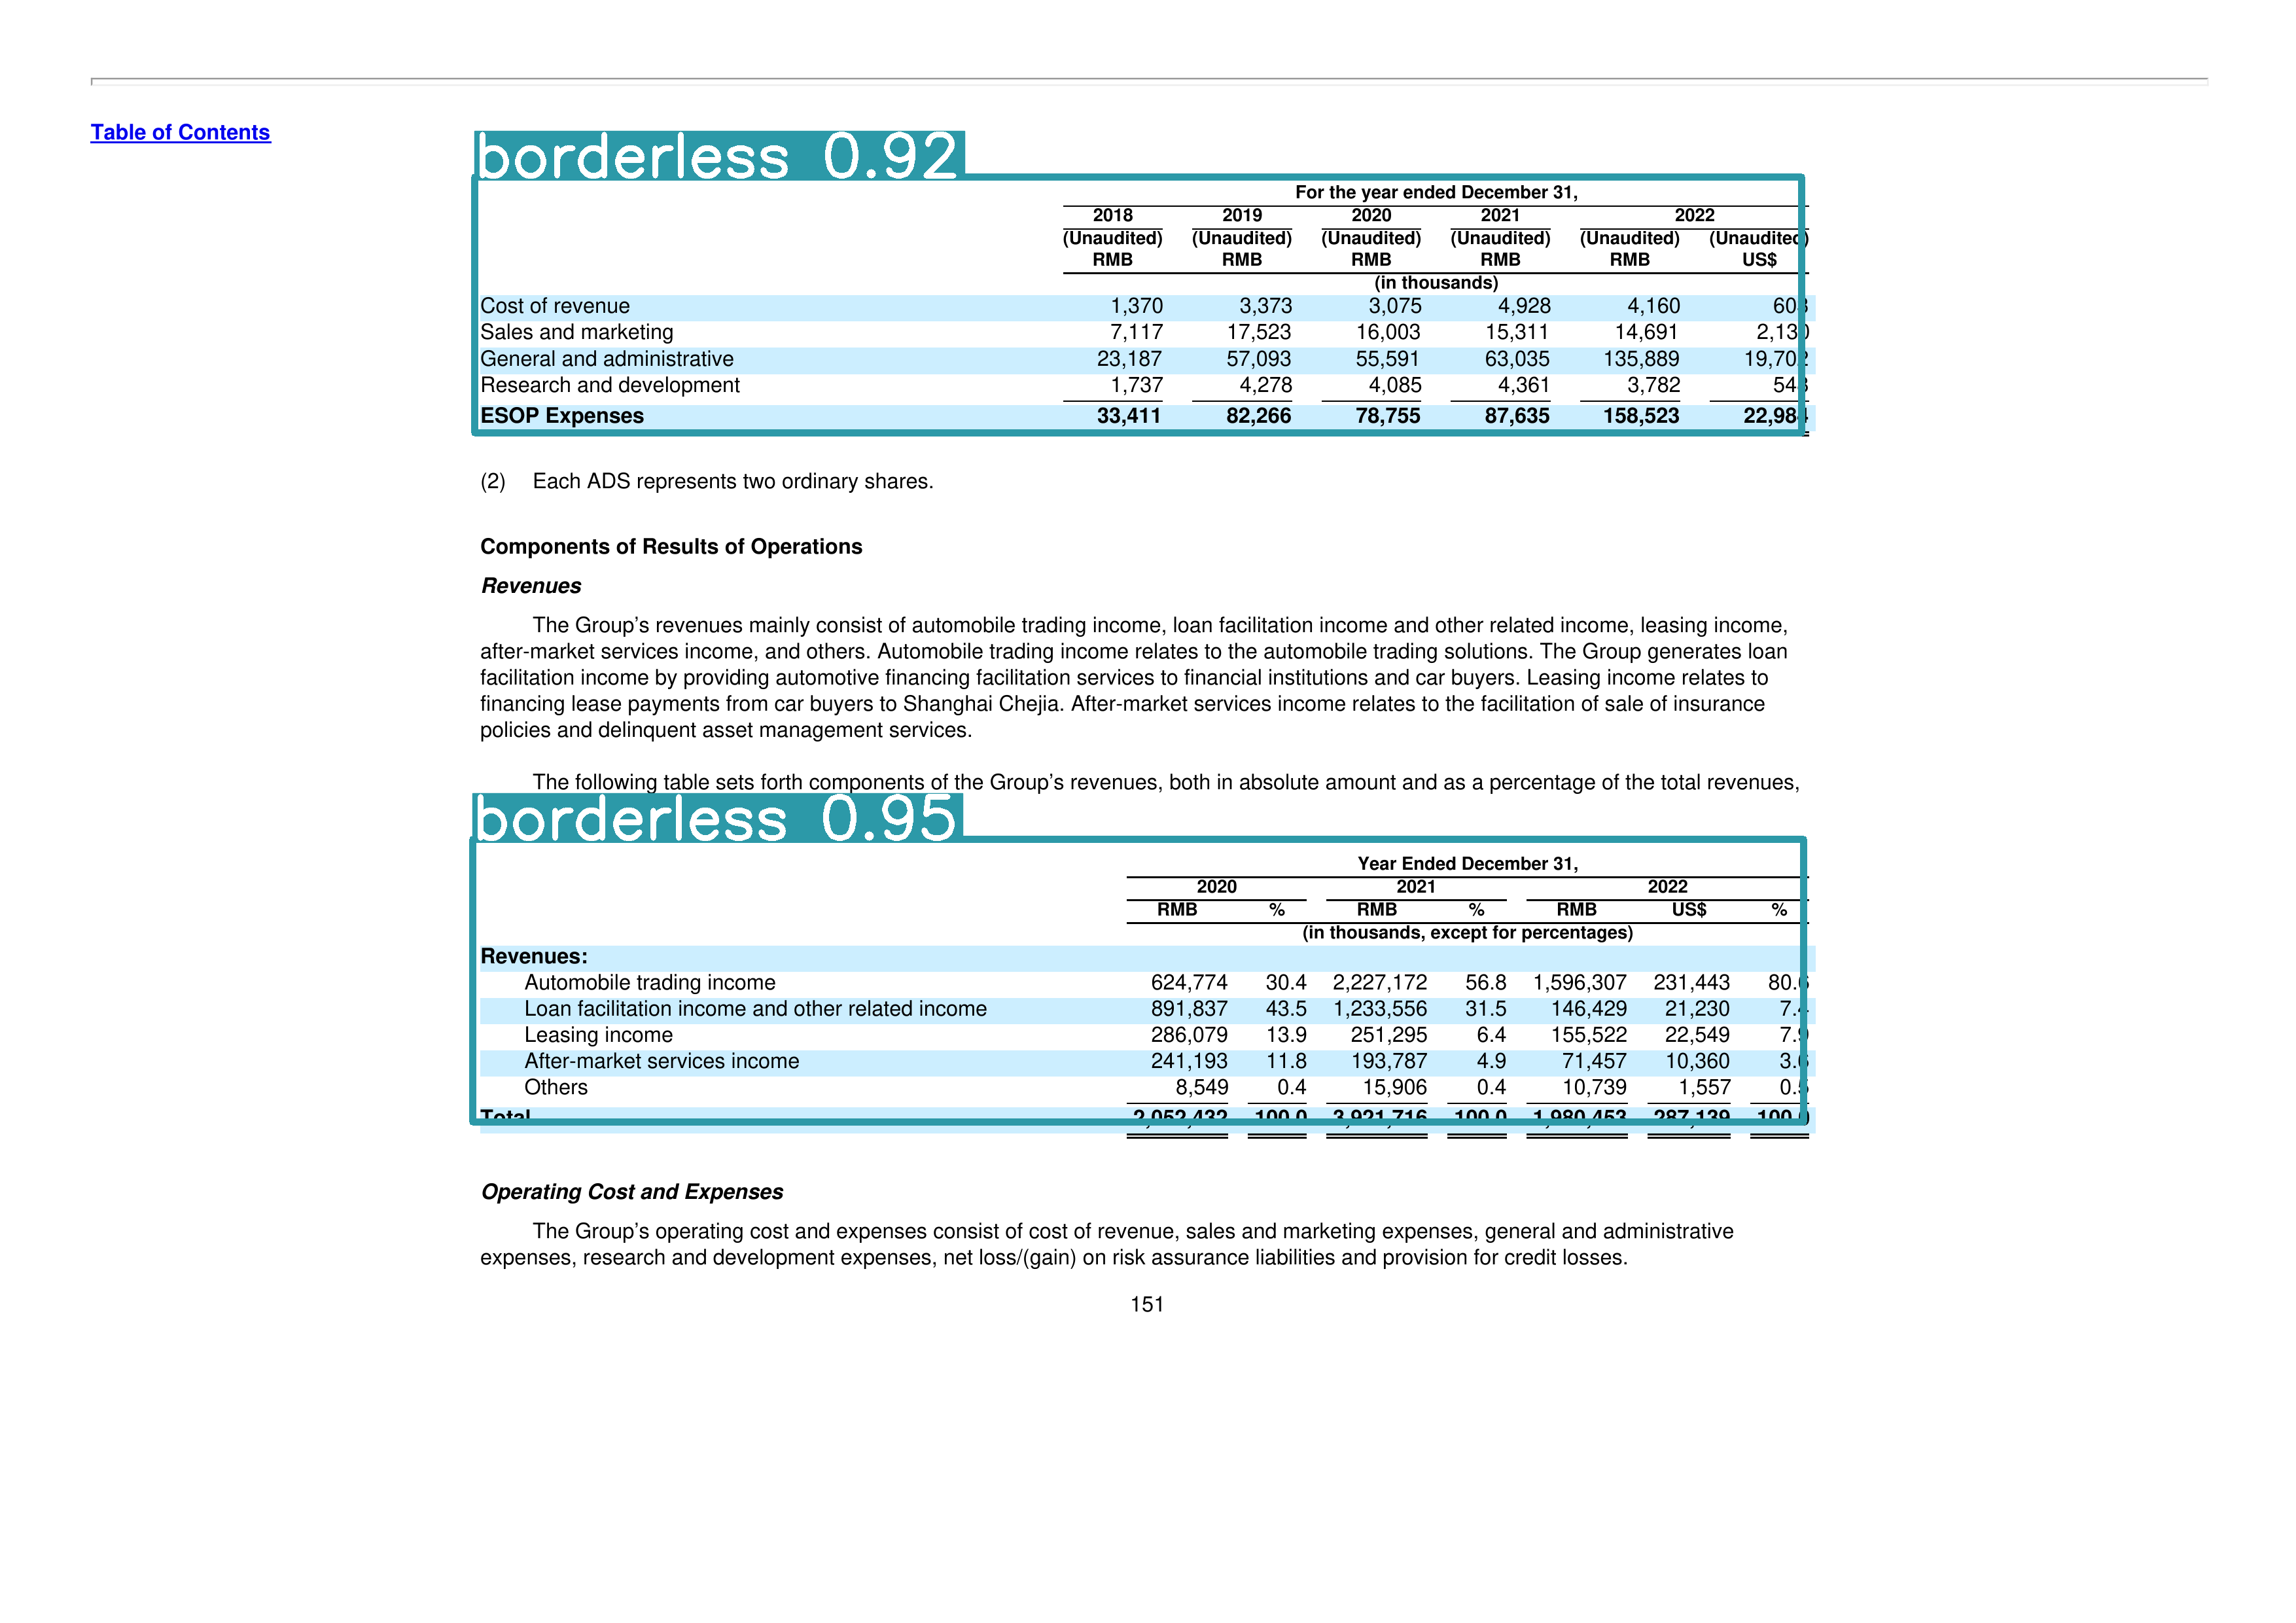 Table of Contents
borderless 0.92
For the year ended December 31,
2018 2019 2020 2021 2022
(Unaudited) (Unaudited) (Unaudited) (Unaudited) (Unaudited) (Unaudited)
RMB RMB RMB RMB RMB US$
(in thousands)
Cost of revenue 1,370 3,373 3,075 4,928 4,160 603
Sales and marketing 7,117 17,523 16,003 15,311 14,691 2,130
General and administrative 23,187 57,093 55,591 63,035 135,889 19,702
Research and development 1,737 4,278 4,085 4,361 3,782 548
ESOP Expenses 33,411 82,266 78,755 87,635 158,523 22,984
(2) Each ADS represents two ordinary shares.
Components of Results of Operations
Revenues
The Group’s revenues mainly consist of automobile trading income, loan facilitation income and other related income, leasing income,
after-market services income, and others. Automobile trading income relates to the automobile trading solutions. The Group generates loan
facilitation income by providing automotive financing facilitation services to financial institutions and car buyers. Leasing income relates to
financing lease payments from car buyers to Shanghai Chejia. After-market services income relates to the facilitation of sale of insurance
policies and delinquent asset management services.
The following table sets forth components of the Group’s revenues, both in absolute amount and as a percentage of the total revenues,
borderless 0.95
Year Ended December 31,
2020 2021 2022
RMB % RMB % RMB US$ %
(in thousands, except for percentages)
Revenues:
Automobile trading income 624,774 30.4 2,227,172 56.8 1,596,307 231,443 80.6
Loan facilitation income and other related income 891,837 43.5 1,233,556 31.5 146,429 21,230 7.4
Leasing income 286,079 13.9 251,295 6.4 155,522 22,549 7.9
After-market services income 241,193 11.8 193,787 4.9 71,457 10,360 3.6
Others 8,549 0.4 15,906 0.4 10,739 1,557 0.5
Total 2,052,432 100.0 3,921,716 100.0 1,980,453 287,139 100.0
Operating Cost and Expenses
The Group’s operating cost and expenses consist of cost of revenue, sales and marketing expenses, general and administrative
expenses, research and development expenses, net loss/(gain) on risk assurance liabilities and provision for credit losses.
151